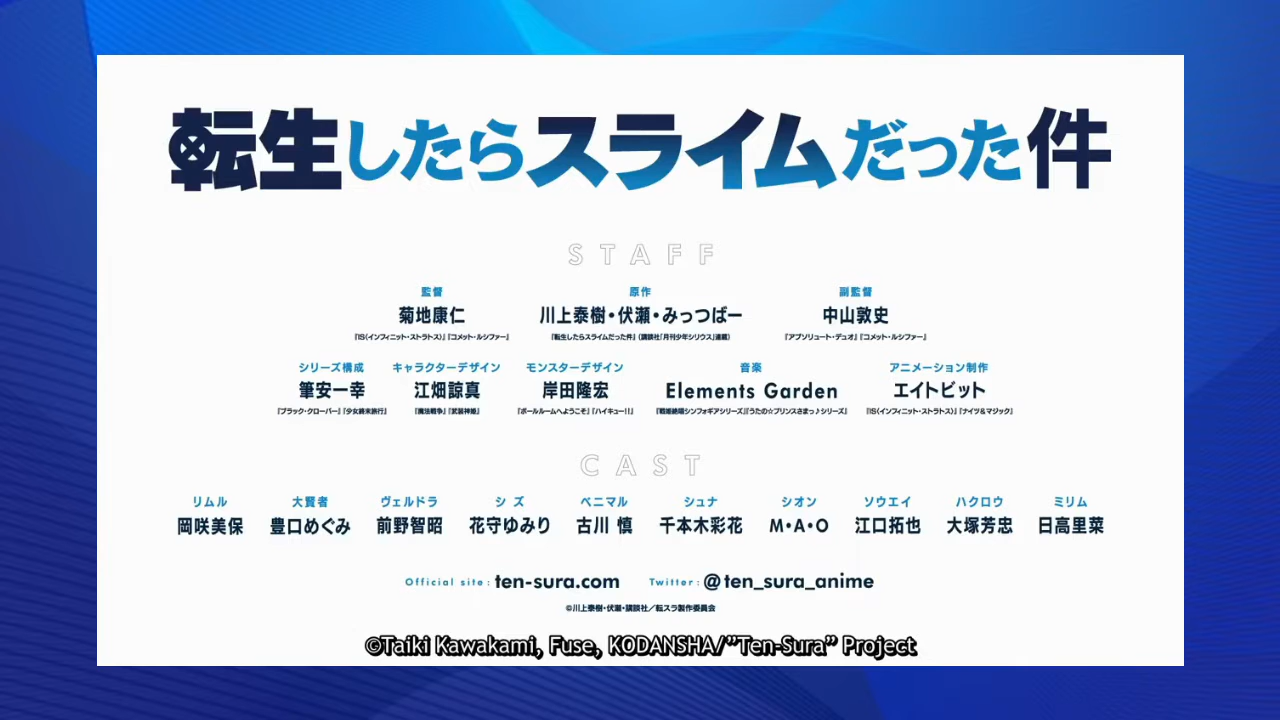 転生したらスライムだった件
STAFF
監督 原作 副監督
菊地康仁 川上泰樹・伏瀬・みっつばー 中山敦史
『IS〈インフィニット・ストラトス〉』『コメット・ルシファー』 『転生したらスライムだった件』（講談社「月刊少年シリウス」連載） 『アブソリュート・デュオ』『コメット・ルシファー』
シリーズ構成 キャラクターデザイン モンスターデザイン 音楽 アニメーション制作
筆安一幸 江畑諒真 岸田隆宏 Elements Garden エイトビット
『ブラック・クローバー』『少女終末旅行』 『魔法戦争』『武装神姫』 『ボールルームへようこそ』『ハイキュー!!』 『戦姫絶唱シンフォギアシリーズ』『うたの☆プリンスさまっ♪シリーズ』 『IS〈インフィニット・ストラトス〉』『ナイツ&マジック』
CAST
リムル 大賢者 ヴェルドラ シズ ベニマル シュナ シオン ソウエイ ハクロウ ミリム
岡咲美保 豊口めぐみ 前野智昭 花守ゆみり 古川 慎 千本木彩花 M・A・O 江口拓也 大塚芳忠 日高里菜
Official site : ten-sura.com Twitter : @ten_sura_anime
©川上泰樹・伏瀬・講談社／転スラ製作委員会
©Taiki Kawakami, Fuse, KODANSHA/"Ten-Sura" Project